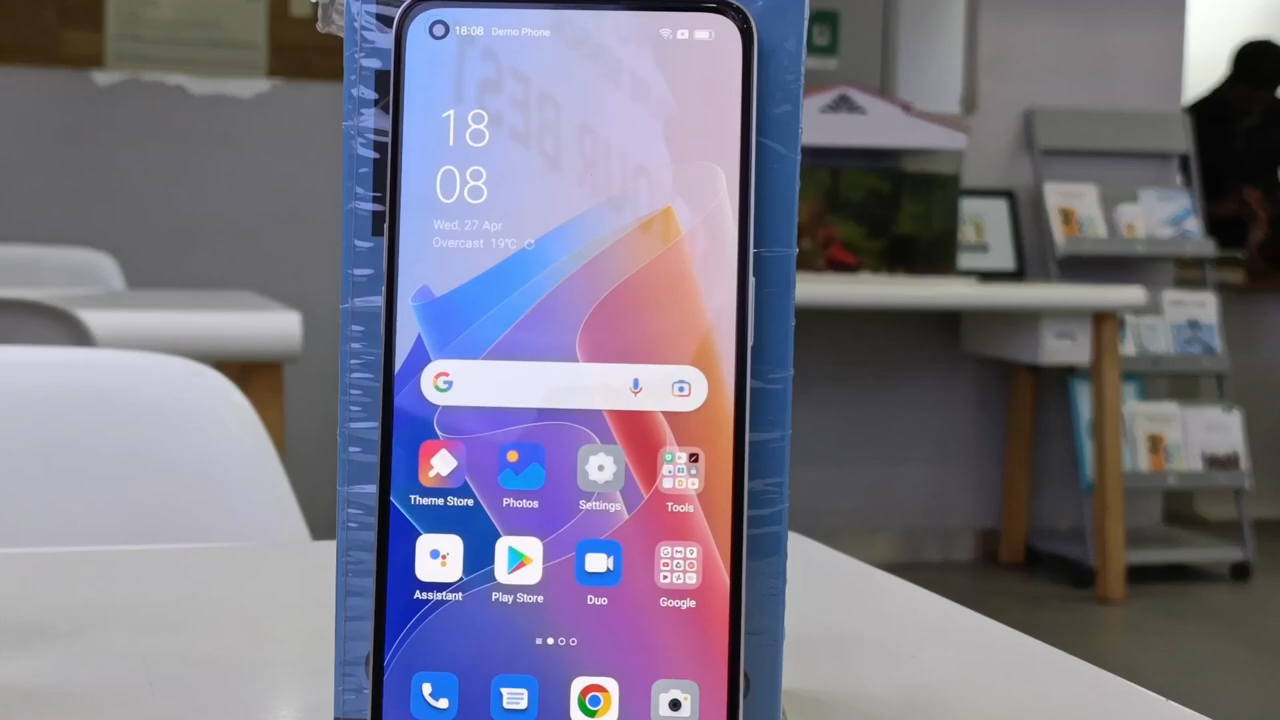 18:08 Demo Phone
18
08
Wed, 27 Apr
Overcast 19°C
Theme Store Photos Settings Tools
Assistant Play Store Duo Google